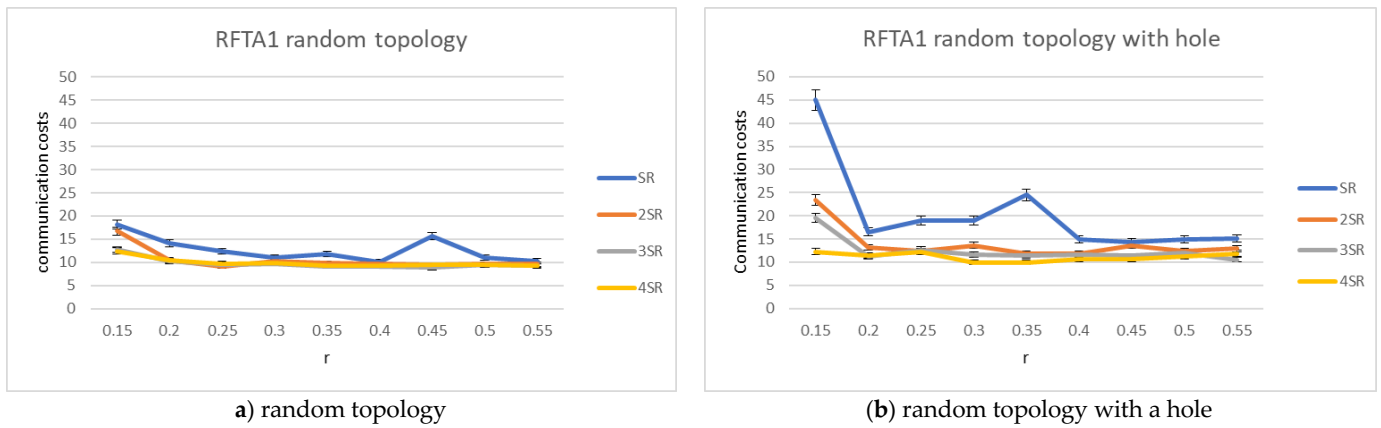 RFTA1 random topology
communication costs
50
45
40
35
30
25
20
15
10
5
0
0.15 0.2 0.25 0.3 0.35 0.4 0.45 0.5 0.55
r
SR
2SR
3SR
4SR
a) random topology
RFTA1 random topology with hole
Communication costs
50
45
40
35
30
25
20
15
10
5
0
0.15 0.2 0.25 0.3 0.35 0.4 0.45 0.5 0.55
r
SR
2SR
3SR
4SR
(b) random topology with a hole